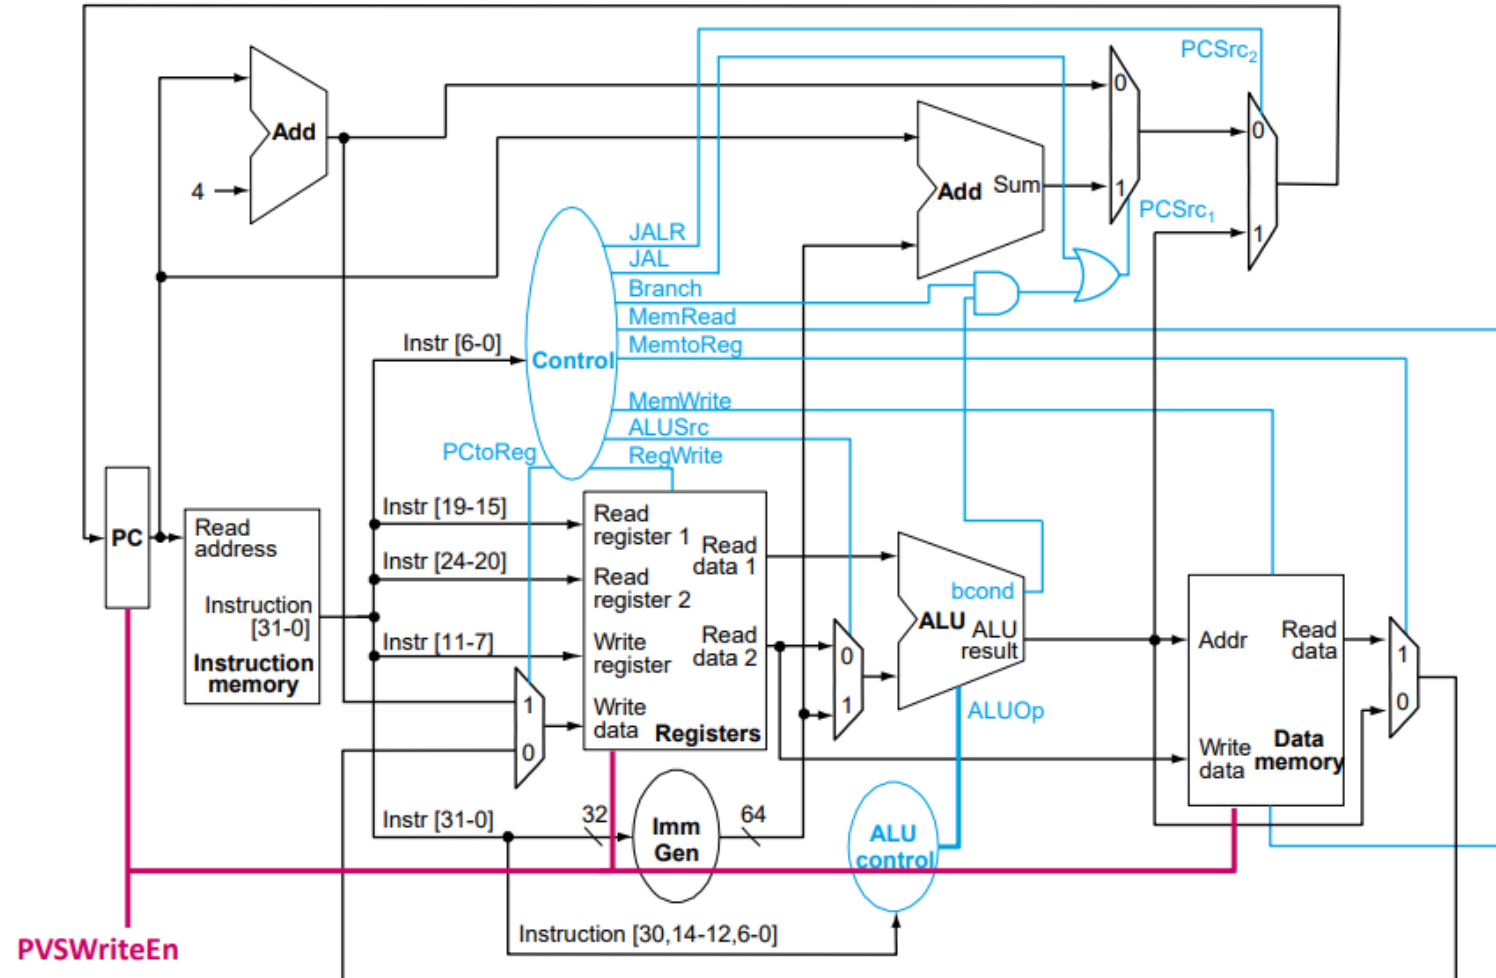 PCSrc2
0
Add
0
4
1
Add Sum
PCSrc1
1
JALR
JAL
Branch
MemRead
MemtoReg
Instr [6-0]
Control
MemWrite
ALUSrc
PCtoReg
RegWrite
PC
Read
address
Instruction
[31-0]
Instruction
memory
Instr [19-15]
Instr [24-20]
Instr [11-7]
1
0
Read
register 1
Read
data 1
Read
register 2
Write
register
Read
data 2
Write
data
Registers
0
1
bcond
ALU
ALU
result
ALUOp
Addr
Read
data
Write
data
Data
memory
1
0
Instr [31-0]
32
Imm
Gen
64
ALU
control
Instruction [30,14-12,6-0]
PVSWriteEn